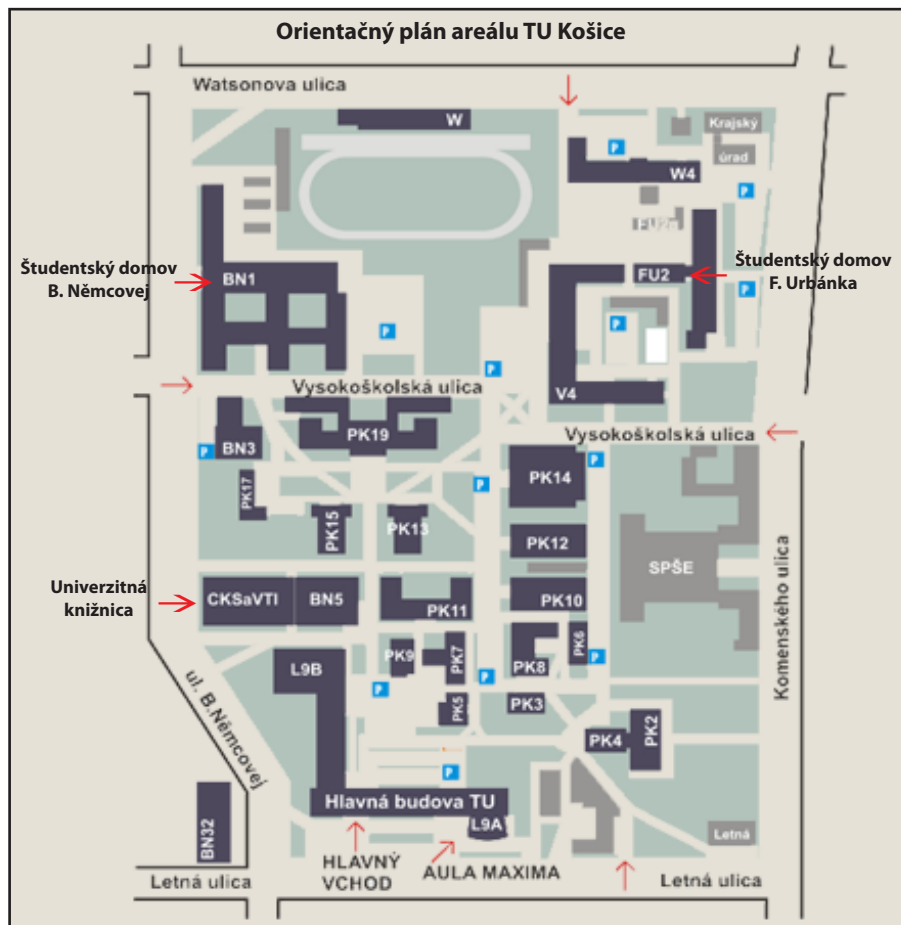 Orientačný plán areálu TU Košice
Watsonova ulica
W
Krajský
úrad
P
W4
P
FU2a
Študentský domov
B. Němcovej
BN1
FU2
Študentský domov
F. Urbánka
P
P
P
P
V4
Vysokoškolská ulica
Vysokoškolská ulica
PK19
BN3
P
P
PK14
PK17
P
PK15
PK13
PK12
SPŠE
Komenského ulica
Univerzitná
knižnica
CKSaVTI
BN5
PK11
PK10
PK6
P
PK9
PK7
PK8
L9B
P
P
PK5
PK3
ul. B.Němcovej
PK4
PK2
P
Hlavná budova TU
L9A
BN32
Letná
HLAVNÝ
VCHOD
AULA MAXIMA
Letná ulica
Letná ulica